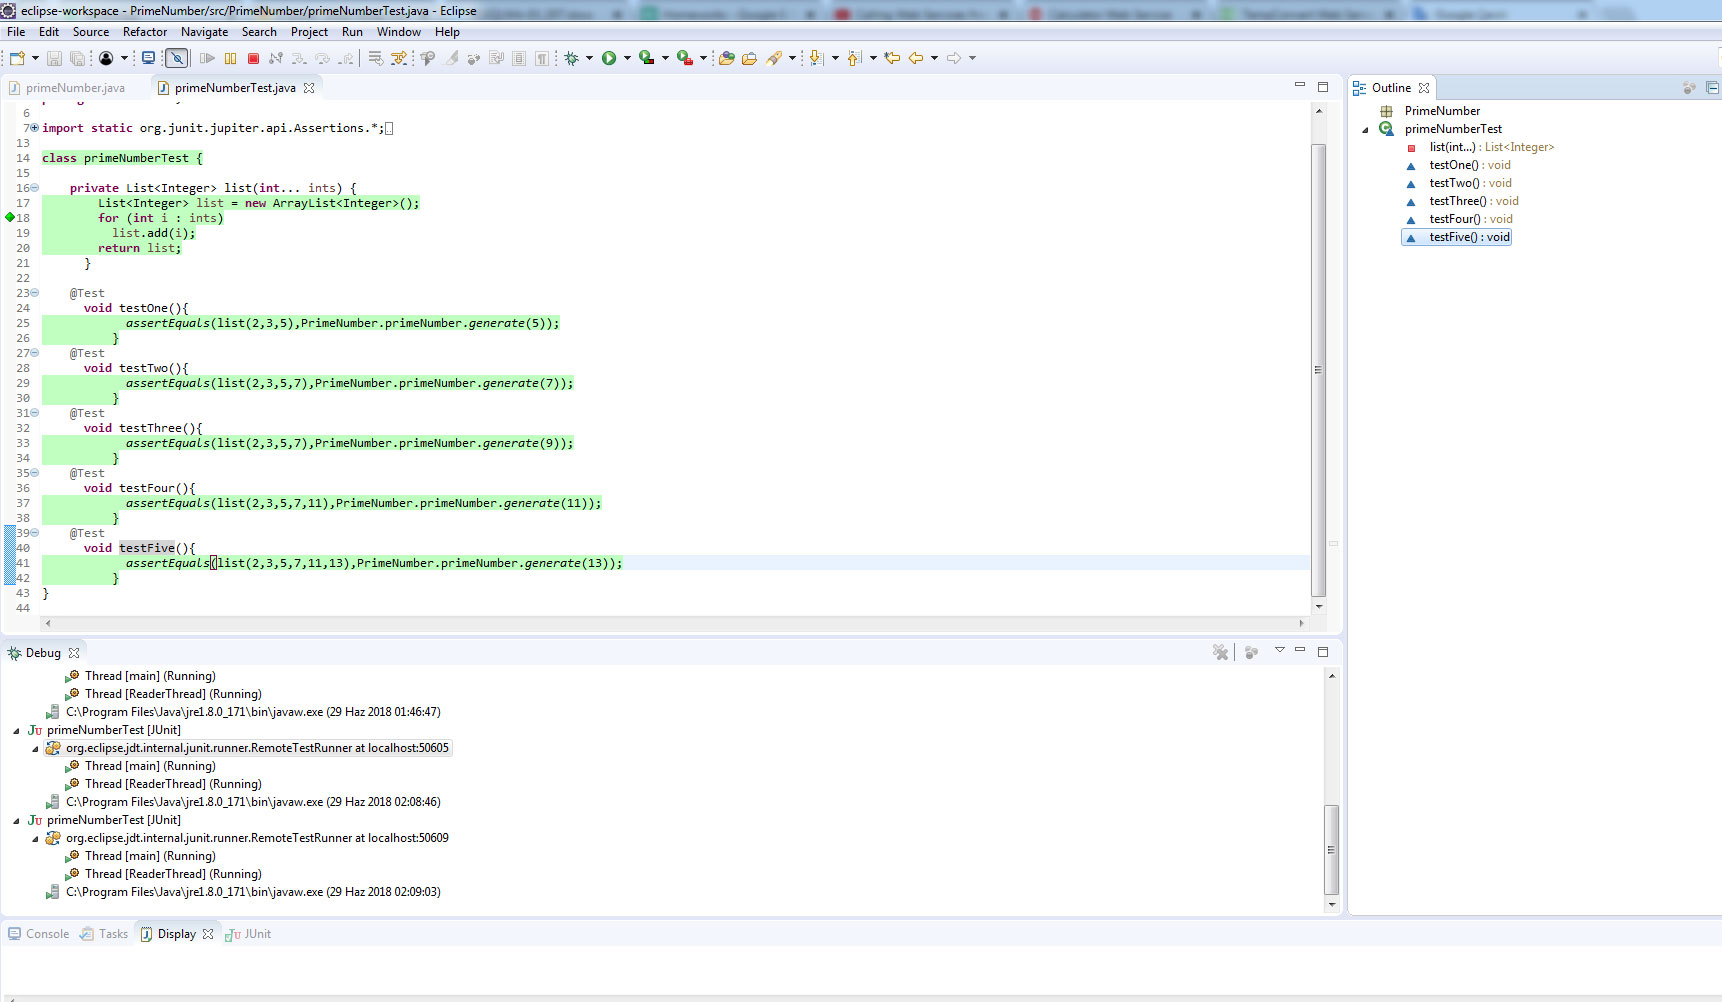 eclipse-workspace - PrimeNumber/src/PrimeNumber/primeNumberTest.java - Eclipse
File Edit Source Refactor Navigate Search Project Run Window Help
primeNumber.java primeNumberTest.java
6
7 import static org.junit.jupiter.api.Assertions.*;
13
14 class primeNumberTest {
15
16 private List<Integer> list(int... ints) {
17 List<Integer> list = new ArrayList<Integer>();
18 for (int i : ints)
19 list.add(i);
20 return list;
21 }
22
23 @Test
24 void testOne(){
25 assertEquals(list(2,3,5),PrimeNumber.primeNumber.generate(5));
26 }
27 @Test
28 void testTwo(){
29 assertEquals(list(2,3,5,7),PrimeNumber.primeNumber.generate(7));
30 }
31 @Test
32 void testThree(){
33 assertEquals(list(2,3,5,7),PrimeNumber.primeNumber.generate(9));
34 }
35 @Test
36 void testFour(){
37 assertEquals(list(2,3,5,7,11),PrimeNumber.primeNumber.generate(11));
38 }
39 @Test
40 void testFive(){
41 assertEquals(list(2,3,5,7,11,13),PrimeNumber.primeNumber.generate(13));
42 }
43 }
44
Outline
PrimeNumber
primeNumberTest
list(int...) : List<Integer>
testOne() : void
testTwo() : void
testThree() : void
testFour() : void
testFive() : void
Debug
Thread [main] (Running)
Thread [ReaderThread] (Running)
C:\Program Files\Java\jre1.8.0_171\bin\javaw.exe (29 Haz 2018 01:46:47)
Ju primeNumberTest [JUnit]
org.eclipse.jdt.internal.junit.runner.RemoteTestRunner at localhost:50605
Thread [main] (Running)
Thread [ReaderThread] (Running)
C:\Program Files\Java\jre1.8.0_171\bin\javaw.exe (29 Haz 2018 02:08:46)
Ju primeNumberTest [JUnit]
org.eclipse.jdt.internal.junit.runner.RemoteTestRunner at localhost:50609
Thread [main] (Running)
Thread [ReaderThread] (Running)
C:\Program Files\Java\jre1.8.0_171\bin\javaw.exe (29 Haz 2018 02:09:03)
Console Tasks Display Ju JUnit